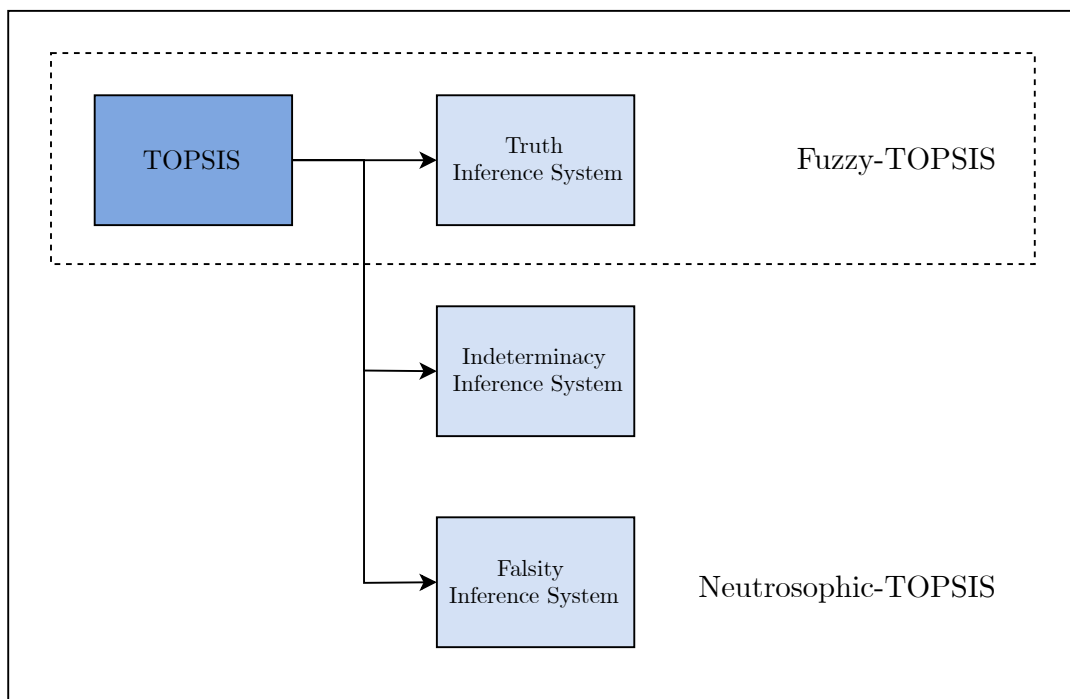 TOPSIS
Truth
Inference System
Fuzzy-TOPSIS
Indeterminacy
Inference System
Falsity
Inference System
Neutrosophic-TOPSIS